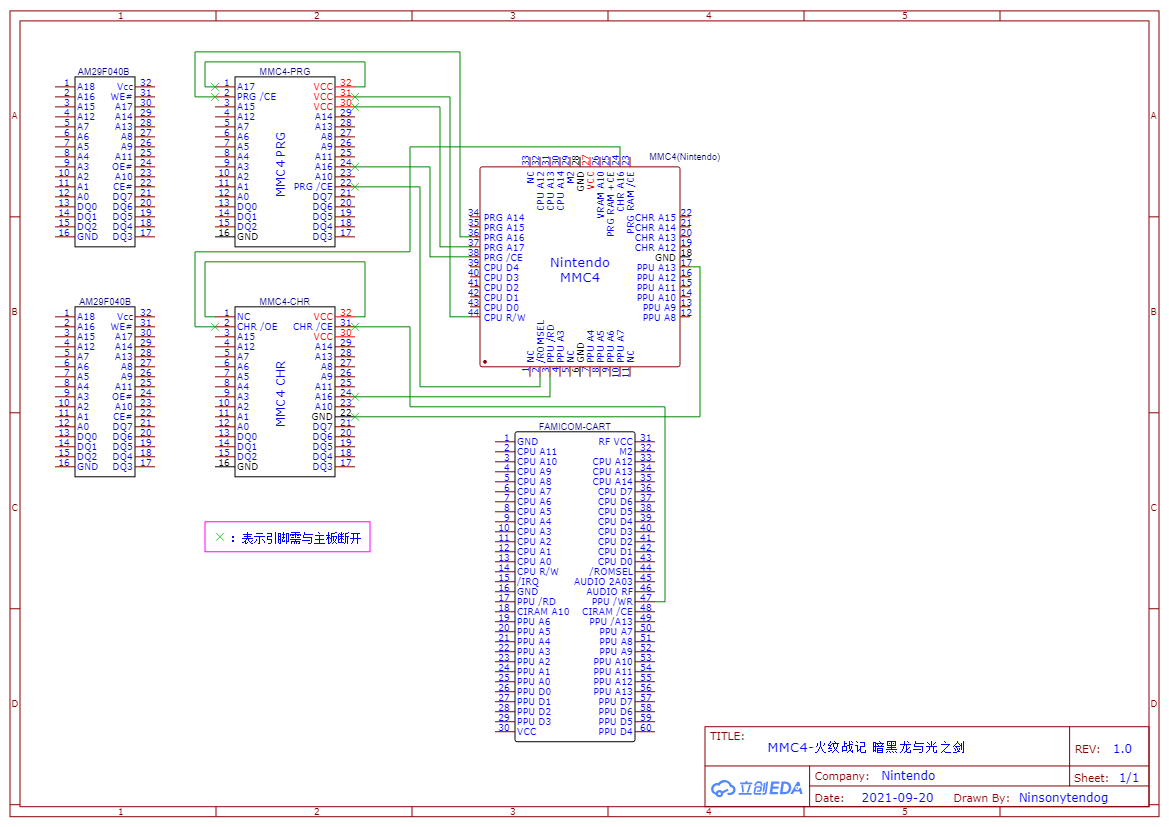 1 2 3 4 5
A A
B B
C C
D D
1 2 3 4 5
AM29F040B
1 A18 Vcc 32
2 A16 WE# 31
3 A15 A17 30
4 A12 A14 29
5 A7 A13 28
6 A6 A8 27
7 A5 A9 26
8 A4 A11 25
9 A3 OE# 24
10 A2 A10 23
11 A1 CE# 22
12 A0 DQ7 21
13 DQ0 DQ6 20
14 DQ1 DQ5 19
15 DQ2 DQ4 18
16 GND DQ3 17
MMC4-PRG
MMC4 PRG
1 A17 VCC 32
2 PRG /CE VCC 31
3 A15 VCC 30
4 A12 A14 29
5 A7 A13 28
6 A6 A8 27
7 A5 A9 26
8 A4 A11 25
9 A3 A16 24
10 A2 A10 23
11 A1 PRG /CE 22
12 A0 DQ7 21
13 DQ0 DQ6 20
14 DQ1 DQ5 19
15 DQ2 DQ4 18
16 GND DQ3 17
MMC4(Nintendo)
Nintendo
MMC4
33 NC
32 CPU A12
31 CPU A13
30 CPU A14
29 M2
28 GND
27 VCC
26 VRAM A10
25 PRG RAM +CE
24 CHR A16
23 PRG RAM /CE
34 PRG A14
35 PRG A15
36 PRG A16
37 PRG A17
38 PRG /CE
39 CPU D4
40 CPU D3
41 CPU D2
42 CPU D1
43 CPU D0
44 CPU R/W
CHR A15 22
CHR A14 21
CHR A13 20
CHR A12 19
GND 18
PPU A13 17
PPU A12 16
PPU A11 15
PPU A10 14
PPU A9 13
PPU A8 12
1 NC
2 /ROMSEL
3 PPU /RD
4 PPU A3
5 NC
6 GND
7 PPU A4
8 PPU A5
9 PPU A6
10 PPU A7
11 NC
AM29F040B
1 A18 Vcc 32
2 A16 WE# 31
3 A15 A17 30
4 A12 A14 29
5 A7 A13 28
6 A6 A8 27
7 A5 A9 26
8 A4 A11 25
9 A3 OE# 24
10 A2 A10 23
11 A1 CE# 22
12 A0 DQ7 21
13 DQ0 DQ6 20
14 DQ1 DQ5 19
15 DQ2 DQ4 18
16 GND DQ3 17
MMC4-CHR
MMC4 CHR
1 NC VCC 32
2 CHR /OE CHR /CE 31
3 A15 VCC 30
4 A12 A14 29
5 A7 A13 28
6 A6 A8 27
7 A5 A9 26
8 A4 A11 25
9 A3 A16 24
10 A2 A10 23
11 A1 GND 22
12 A0 DQ7 21
13 DQ0 DQ6 20
14 DQ1 DQ5 19
15 DQ2 DQ4 18
16 GND DQ3 17
FAMICOM-CART
1 GND RF VCC 31
2 CPU A11 M2 32
3 CPU A10 CPU A12 33
4 CPU A9 CPU A13 34
5 CPU A8 CPU A14 35
6 CPU A7 CPU D7 36
7 CPU A6 CPU D6 37
8 CPU A5 CPU D5 38
9 CPU A4 CPU D4 39
10 CPU A3 CPU D3 40
11 CPU A2 CPU D2 41
12 CPU A1 CPU D1 42
13 CPU A0 CPU D0 43
14 CPU R/W /ROMSEL 44
15 /IRQ AUDIO 2A03 45
16 GND AUDIO RF 46
17 PPU /RD PPU /WR 47
18 CIRAM A10 CIRAM /CE 48
19 PPU A6 PPU /A13 49
20 PPU A5 PPU A7 50
21 PPU A4 PPU A8 51
22 PPU A3 PPU A9 52
23 PPU A2 PPU A10 53
24 PPU A1 PPU A11 54
25 PPU A0 PPU A12 55
26 PPU D0 PPU A13 56
27 PPU D1 PPU D7 57
28 PPU D2 PPU D6 58
29 PPU D3 PPU D5 59
30 VCC PPU D4 60
：表示引脚需与主板断开
TITLE:
MMC4-火纹战记 暗黑龙与光之剑
REV: 1.0
立创EDA
Company: Nintendo
Sheet: 1/1
Date: 2021-09-20 Drawn By: Ninsonytendog